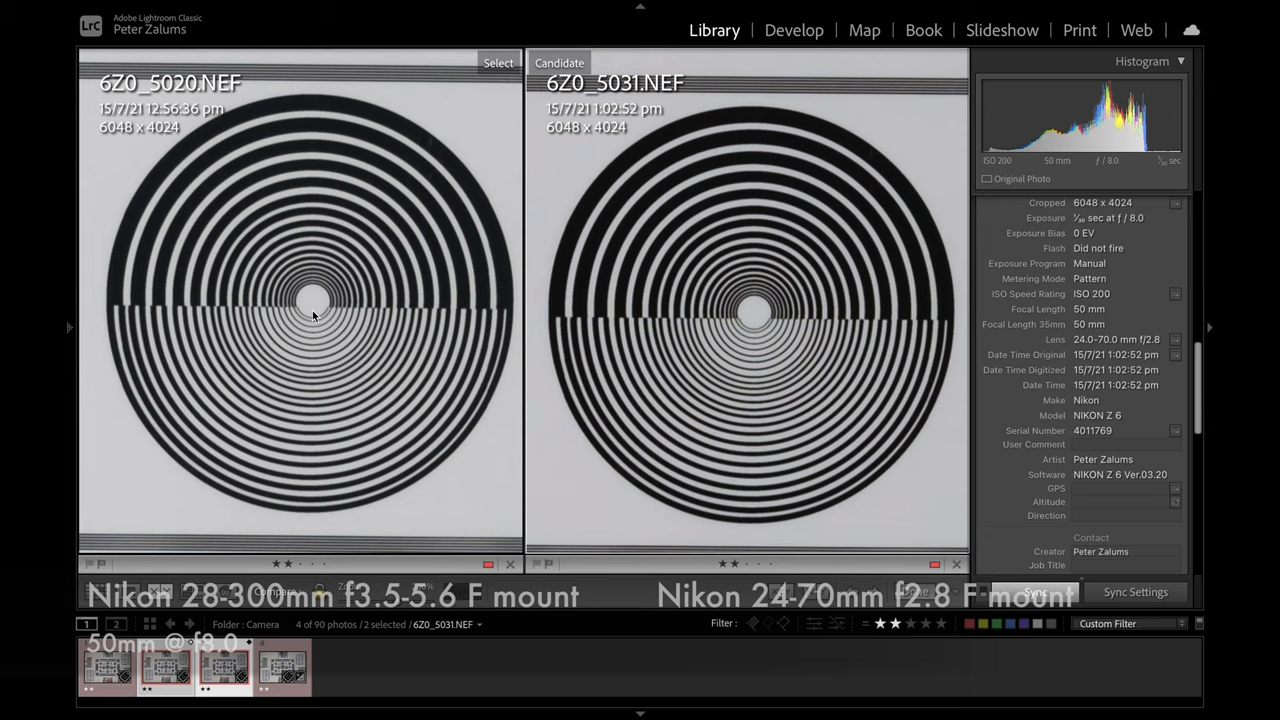 LrC
Adobe Lightroom Classic
Peter Zalums
Library | Develop | Map | Book | Slideshow | Print | Web
Select
6Z0_5020.NEF
15/7/21 12:56:36 pm
6048 x 4024
Candidate
6Z0_5031.NEF
15/7/21 1:02:52 pm
6048 x 4024
Histogram
ISO 200 50 mm ƒ / 8.0 ¹⁄₃₀ sec
Original Photo
Cropped 6048 x 4024
Exposure ¹⁄₃₀ sec at ƒ / 8.0
Exposure Bias 0 EV
Flash Did not fire
Exposure Program Manual
Metering Mode Pattern
ISO Speed Rating ISO 200
Focal Length 50 mm
Focal Length 35mm 50 mm
Lens 24.0-70.0 mm f/2.8
Date Time Original 15/7/21 1:02:52 pm
Date Time Digitized 15/7/21 1:02:52 pm
Date Time 15/7/21 1:02:52 pm
Make Nikon
Model NIKON Z 6
Serial Number 4011769
User Comment
Artist Peter Zalums
Software NIKON Z 6 Ver.03.20
GPS
Altitude
Direction
Contact
Creator Peter Zalums
Job Title
Nikon 28-300mm f3.5-5.6 F mount
Nikon 24-70mm f2.8 F mount
Sync
Sync Settings
1 2
Folder : Camera
4 of 90 photos / 2 selected / 6Z0_5031.NEF
Filter :
Custom Filter
50mm @ f8.0